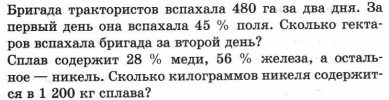 Бригада трактористов вспахала 480 га за два дня. За
первый день она вспахала 45 % поля. Сколько гекта-
ров вспахала бригада за второй день?
Сплав содержит 28 % меди, 56 % железа, а осталь-
ное — никель. Сколько килограммов никеля содержит-
ся в 1 200 кг сплава?